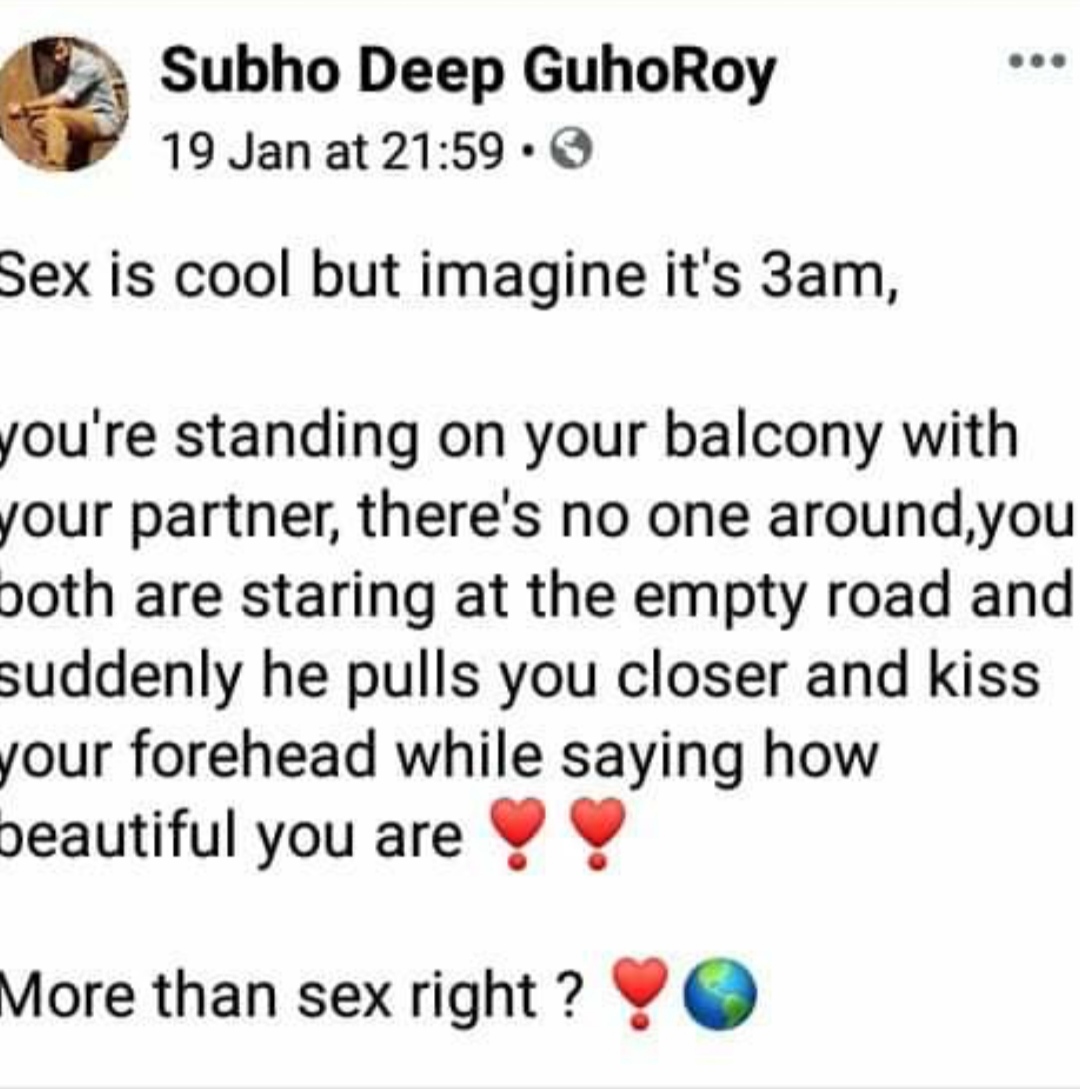 Subho Deep GuhoRoy
19 Jan at 21:59 •
Sex is cool but imagine it's 3am,
you're standing on your balcony with
your partner, there's no one around,you
both are staring at the empty road and
suddenly he pulls you closer and kiss
your forehead while saying how
beautiful you are ❣️❣️
More than sex right ? ❣️🌎